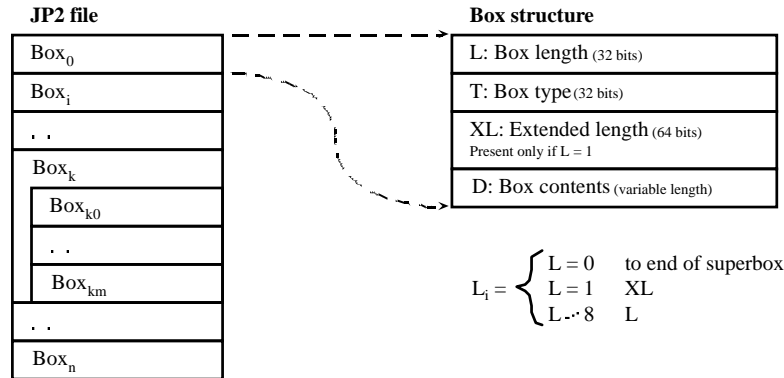 JP2 file
Box0
Boxi
. .
Boxk
Boxk0
. .
Boxkm
. .
Boxn
Box structure
L: Box length (32 bits)
T: Box type (32 bits)
XL: Extended length (64 bits)
Present only if L = 1
D: Box contents (variable length)
Li =
L = 0 to end of superbox
L = 1 XL
L 8 L